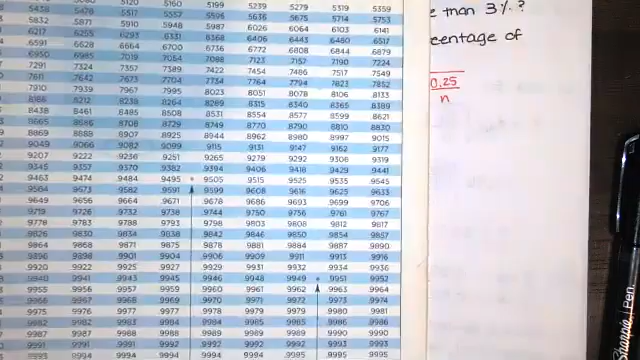 5080 5120 5160 5199 5239 5279 5319 5359
5478 5517 5557 5596 5636 5675 5714 5753
5832 5871 5910 5948 5987 6026 6064 6103 6141
6217 6255 6293 6331 6368 6406 6443 6480 6517
6591 6628 6664 6700 6736 6772 6808 6844 6879
6950 6985 7019 7054 7088 7123 7157 7190 7224
7291 7324 7357 7389 7422 7454 7486 7517 7549
7611 7642 7673 7704 7734 7764 7794 7823 7852
7910 7939 7967 7995 8023 8051 8078 8106 8133
8186 8212 8238 8264 8289 8315 8340 8365 8389
8438 8461 8485 8508 8531 8554 8577 8599 8621
8665 8686 8708 8729 8749 8770 8790 8810 8830
8869 8888 8907 8925 8944 8962 8980 8997 9015
9049 9066 9082 9099 9115 9131 9147 9162 9177
9207 9222 9236 9251 9265 9279 9292 9306 9319
9345 9357 9370 9382 9394 9406 9418 9429 9441
9463 9474 .9484 .9495 * 9505 9515 9525 9535 9545
9564 9573 9582 9591 9599 9608 9616 9625 9633
9649 9656 9664 .9671 9678 9686 9693 9699 9706
9719 9726 9732 9738 9744 9750 9756 .9761 9767
9778 9783 9788 9793 9798 9803 9808 9812 9817
9826 9830 9834 9838 9842 9846 9850 9854 9857
9864 9868 9871 9875 9878 9881 9884 9887 .9890
9896 9898 9901 9904 .9906 9909 9911 9913 9916
.9920 9922 9925 9927 9929 9931 9932 9934 9936
9940 9941 9943 9945 9946 9948 9949 * 9951 9952
9955 9956 9957 9959 9960 9961 9962 9963 9964
9966 9967 9968 9969 9970 9971 9972 9973 9974
9975 9976 9977 9977 9978 9979 9979 9980 9981
9982 9982 9983 9984 9984 9985 9985 9986 9986
9987 9987 9988 9988 9989 9989 9989 9990 9990
9991 9991 9991 9992 9992 9992 9992 9993 9993
9993 9994 9994 9994 9994 9994 .9995 9995 9995
than 3%?
centage of
0.25
n
Pen